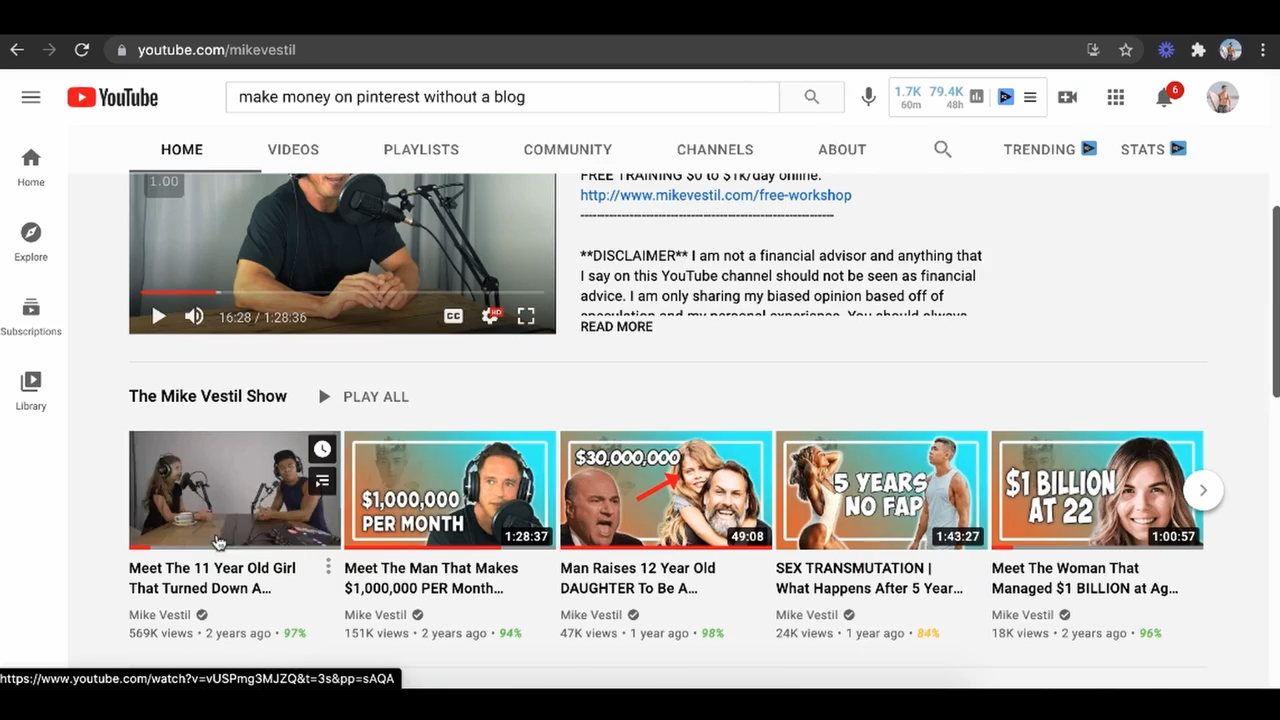 youtube.com/mikevestil
YouTube
make money on pinterest without a blog
1.7K 79.4K
60m 48h
6
HOME VIDEOS PLAYLISTS COMMUNITY CHANNELS ABOUT TRENDING STATS
Home
Explore
Subscriptions
Library
1.00
16:28 / 1:28:36
CC
HD
FREE TRAINING $0 to $1k/day online:
http://www.mikevestil.com/free-workshop
**DISCLAIMER** I am not a financial advisor and anything that
I say on this YouTube channel should not be seen as financial
advice. I am only sharing my biased opinion based off of
speculation and my personal experience. You should always
READ MORE
The Mike Vestil Show PLAY ALL
Meet The 11 Year Old Girl
That Turned Down A...
Mike Vestil
569K views • 2 years ago • 97%
$1,000,000
PER MONTH
1:28:37
Meet The Man That Makes
$1,000,000 PER Month...
Mike Vestil
151K views • 2 years ago • 94%
$30,000,000
49:08
Man Raises 12 Year Old
DAUGHTER To Be A...
Mike Vestil
47K views • 1 year ago • 98%
5 YEARS
NO FAP
1:43:27
SEX TRANSMUTATION |
What Happens After 5 Year...
Mike Vestil
24K views • 1 year ago • 84%
$1 BILLION
AT 22
1:00:57
Meet The Woman That
Managed $1 BILLION at Ag...
Mike Vestil
18K views • 2 years ago • 96%
https://www.youtube.com/watch?v=vUSPmg3MJZQ&t=3s&pp=sAQA